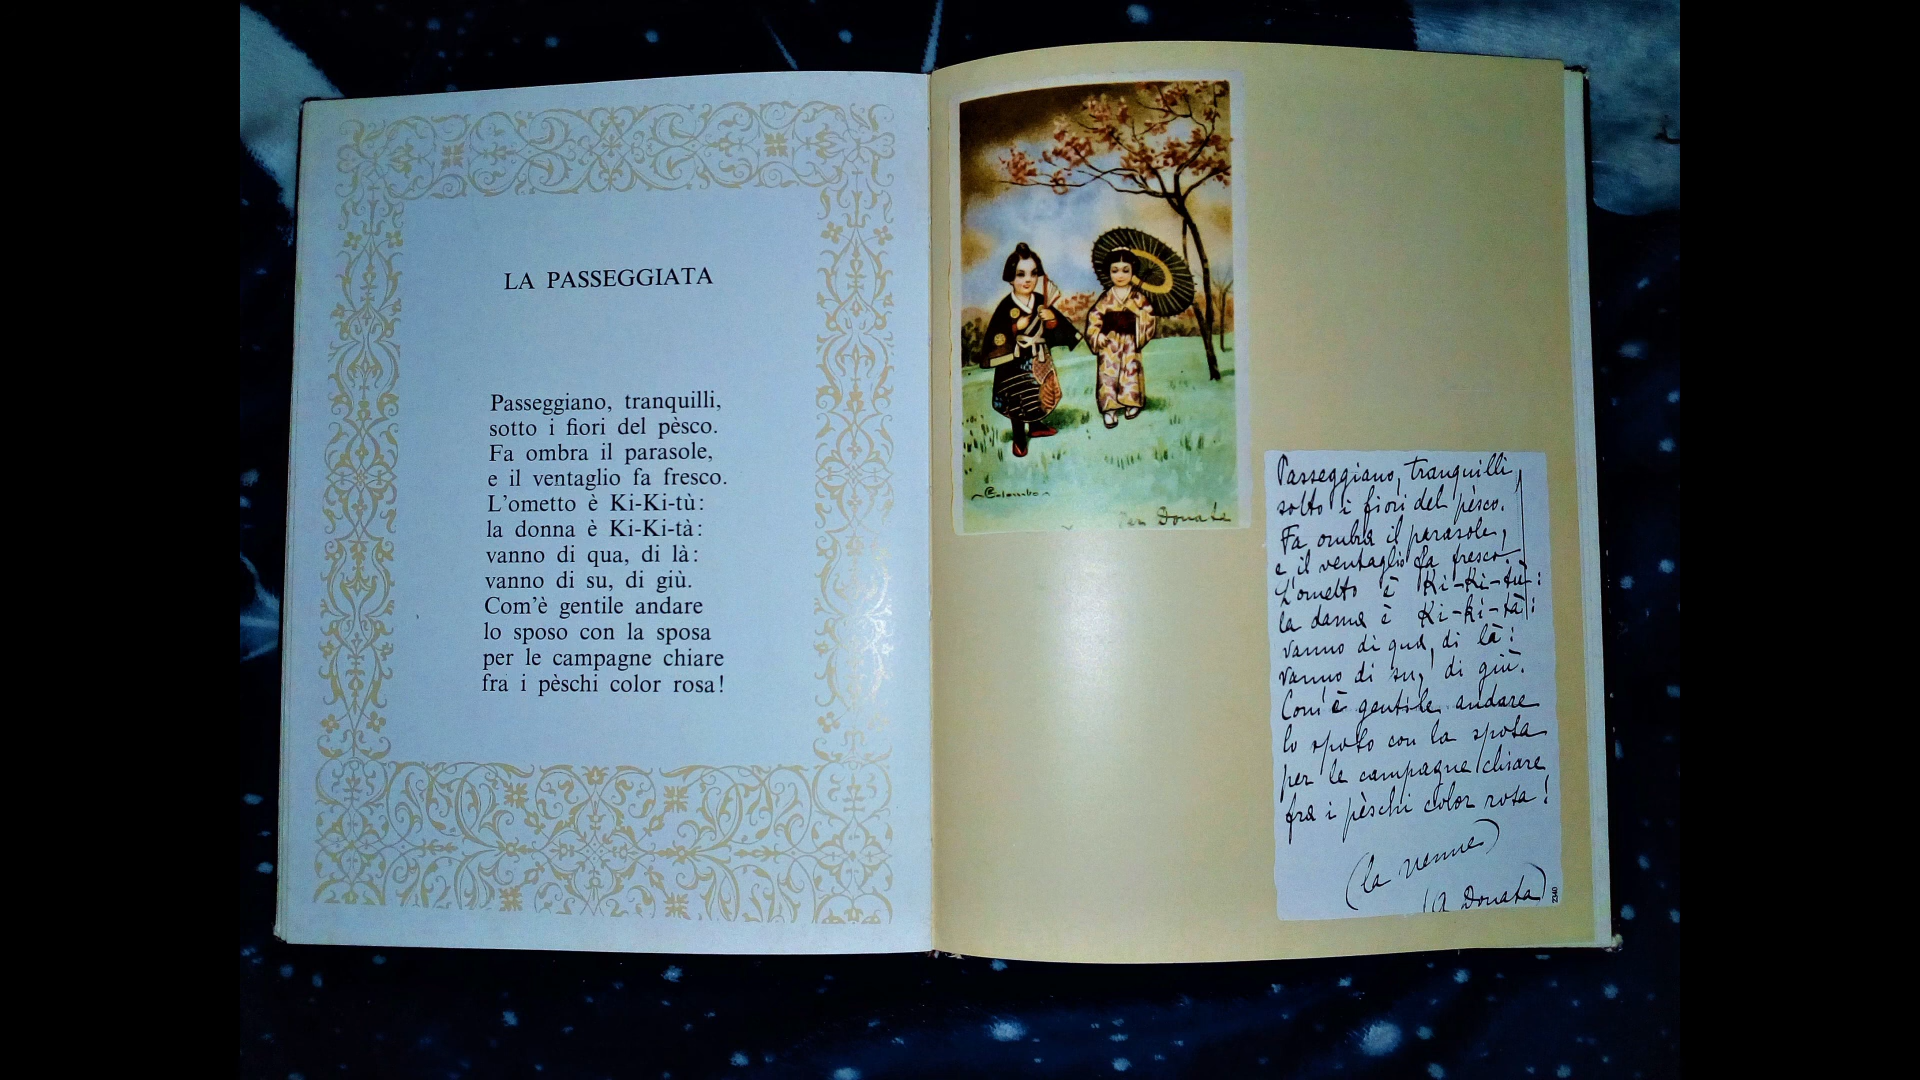 LA PASSEGGIATA
Passeggiano, tranquilli,
sotto i fiori del pèsco.
Fa ombra il parasole,
e il ventaglio fa fresco.
L'ometto è Ki-Ki-tù:
la donna è Ki-Ki-tà:
vanno di qua, di là:
vanno di su, di giù.
Com'è gentile andare
lo sposo con la sposa
per le campagne chiare
fra i pèschi color rosa!
Colombo
Per Donata
Passeggiano, tranquilli,
sotto i fiori del pèsco.
Fa ombra il parasole,
e il ventaglio fa fresco.
L'ometto è Ki-Ki-tù:
la dama è Ki-Ki-tà:
vanno di qua, di là:
vanno di su, di giù.
Com'è gentile andare
lo sposo con la sposa
per le campagne chiare
fra i pèschi color rosa!
(la nenne)
(A Donata)
2340